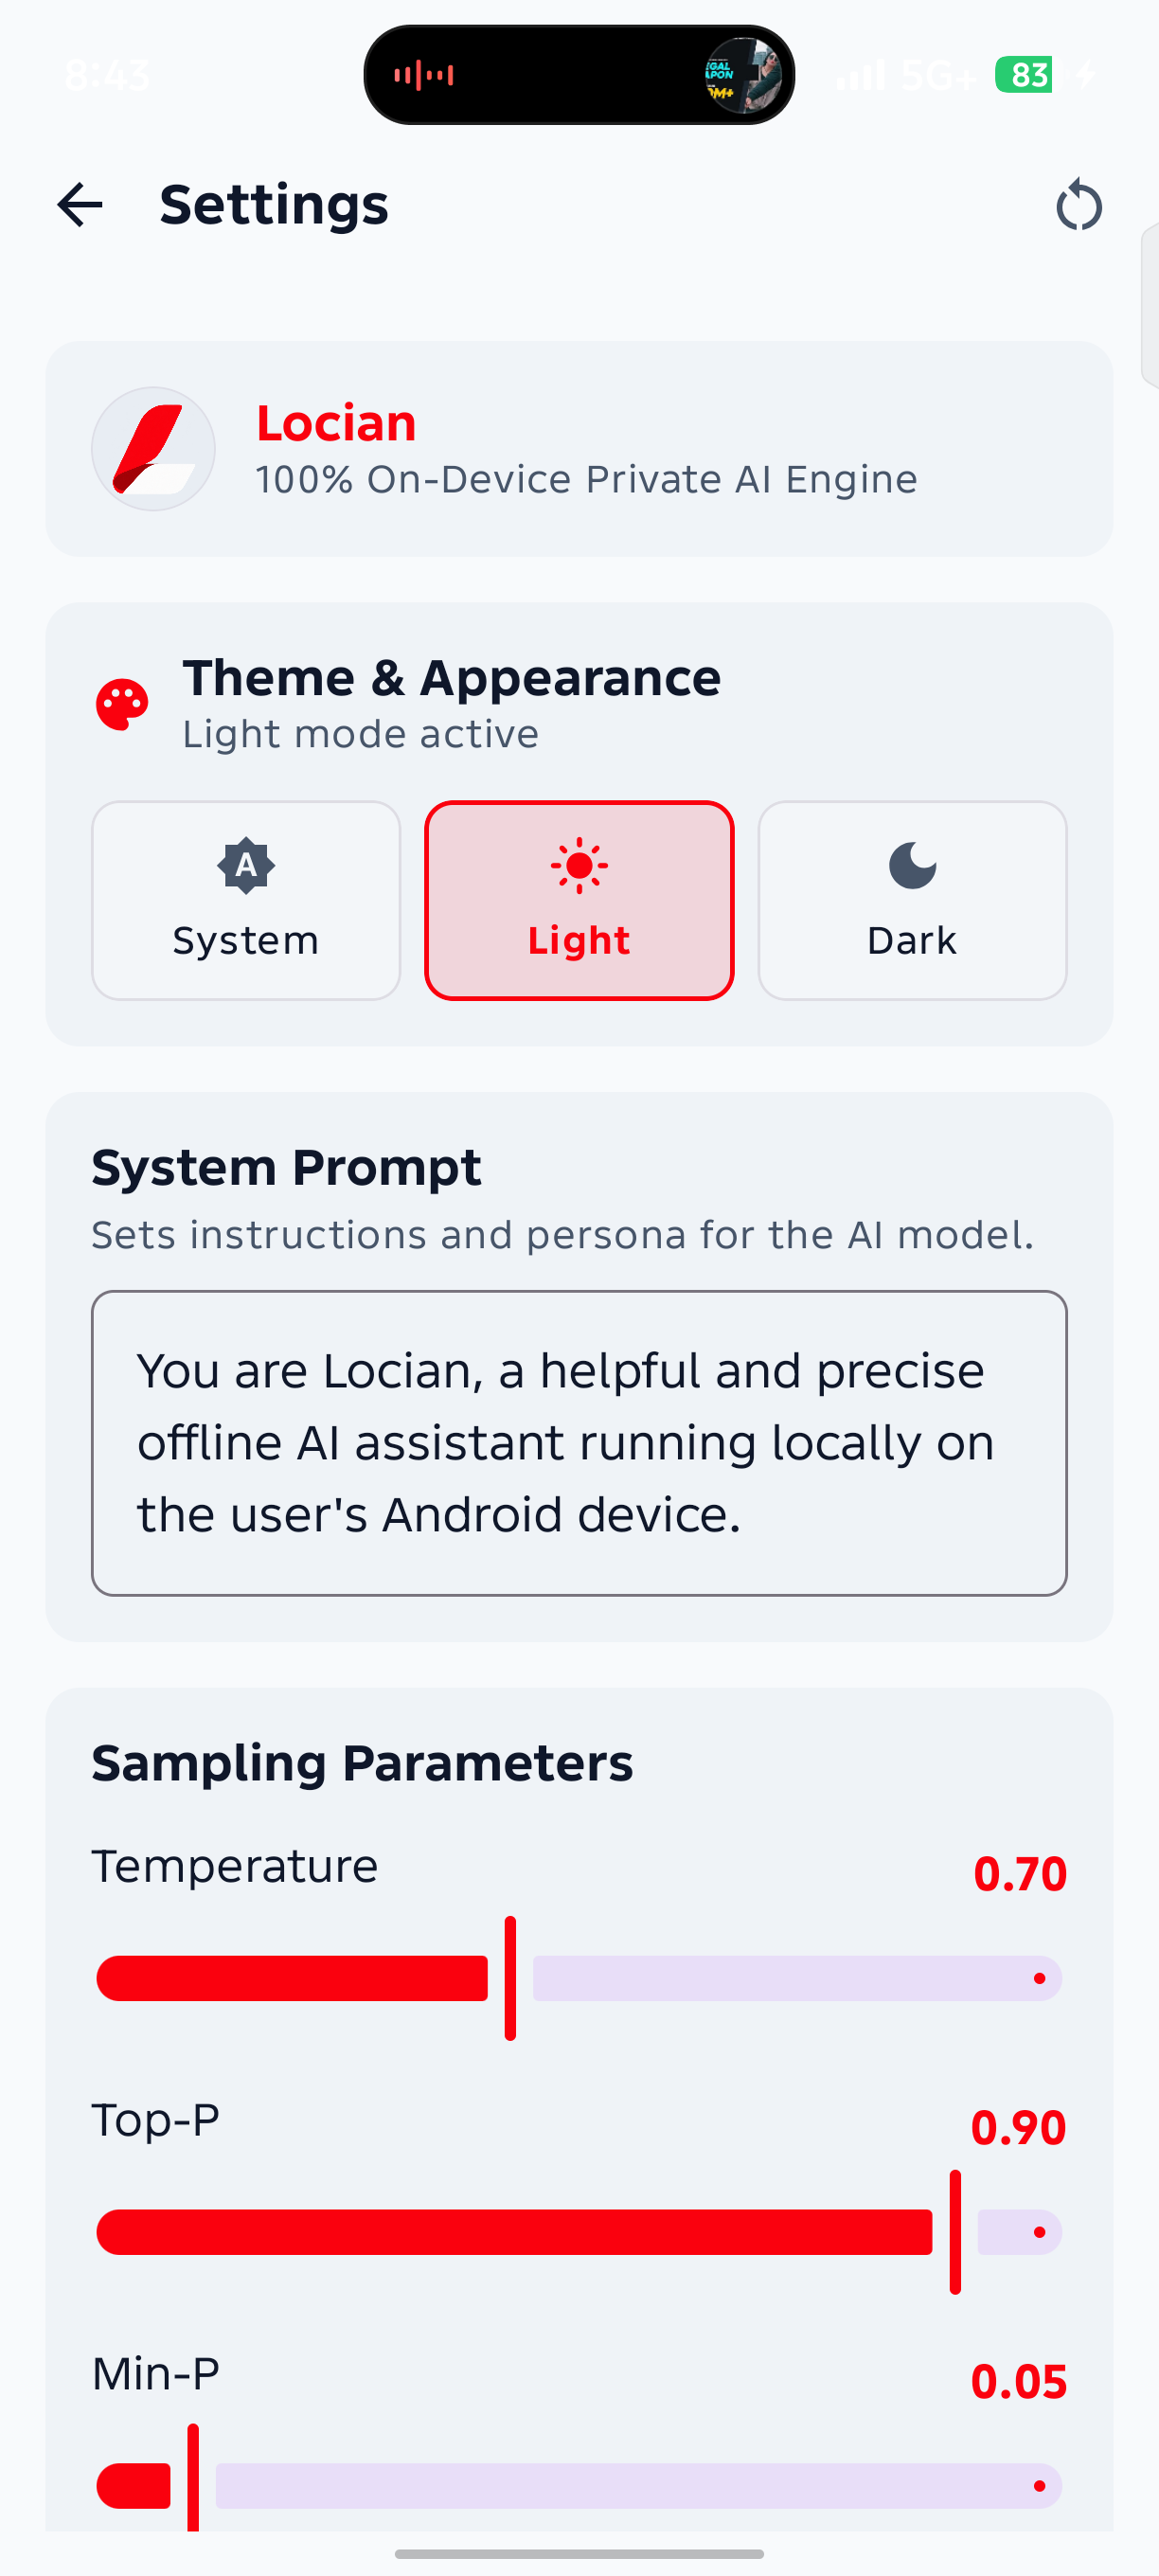 8:43
5G+
83
Settings
Locian
100% On-Device Private AI Engine
Theme & Appearance
Light mode active
A
System
Light
Dark
System Prompt
Sets instructions and persona for the AI model.
You are Locian, a helpful and precise
offline AI assistant running locally on
the user's Android device.
Sampling Parameters
Temperature
0.70
Top-P
0.90
Min-P
0.05